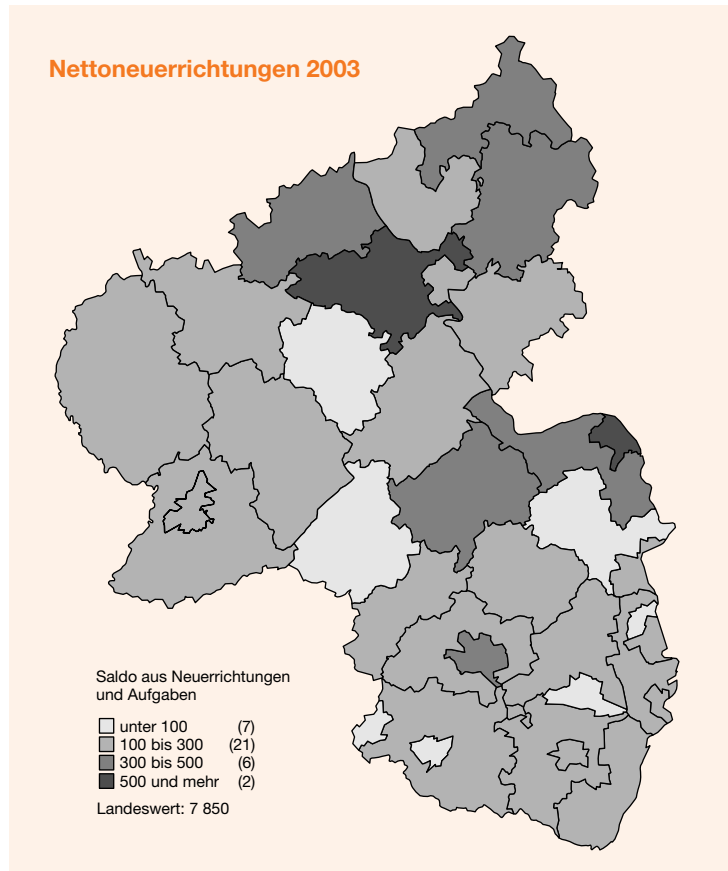 Nettoneuerrichtungen 2003
Saldo aus Neuerrichtungen
und Aufgaben
unter 100 (7)
100 bis 300 (21)
300 bis 500 (6)
500 und mehr (2)
Landeswert: 7 850